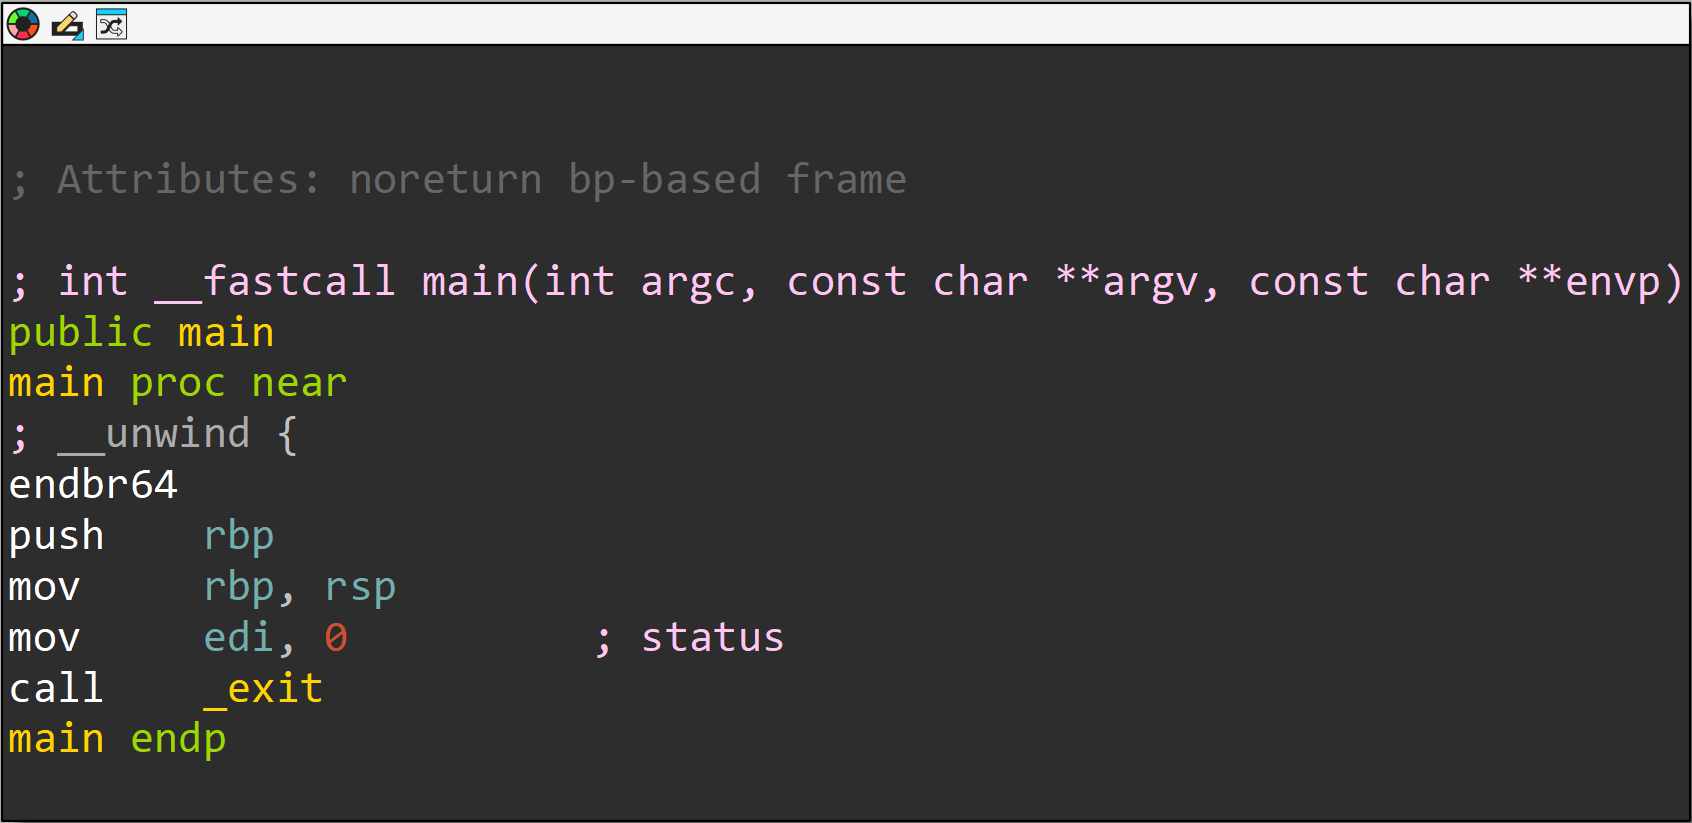 ; Attributes: noreturn bp-based frame
; int __fastcall main(int argc, const char **argv, const char **envp)
public main
main proc near
; __unwind {
endbr64
push    rbp
mov     rbp, rsp
mov     edi, 0          ; status
call    _exit
main endp